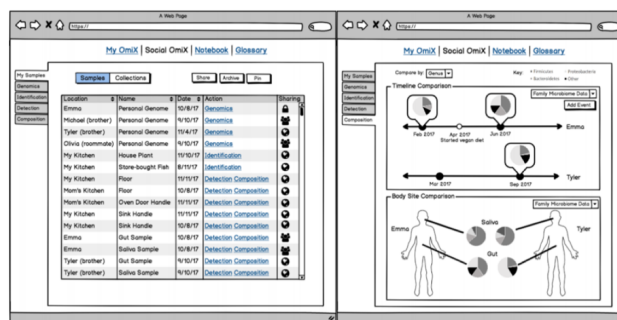 A Web Page
https://
My OmiX | Social OmiX | Notebook | Glossary
My Samples
Genomics
Identification
Detection
Composition
Samples Collections Share Archive Pin
Location Name Date Action Sharing
Emma Personal Genome 10/8/17 Genomics
Michael (brother) Personal Genome 9/10/17 Genomics
Tyler (brother) Personal Genome 11/4/17 Genomics
Olivia (roommate) Personal Genome 9/10/17 Genomics
My Kitchen House Plant 11/10/17 Identification
My Kitchen Store-bought Fish 8/11/17 Identification
My Kitchen Floor 11/11/17 Detection Composition
Mom's Kitchen Floor 10/8/17 Detection Composition
Mom's Kitchen Oven Door Handle 11/11/17 Detection Composition
My Kitchen Sink Handle 11/11/17 Detection Composition
My Kitchen Sink Handle 10/8/17 Detection Composition
Emma Gut Sample 10/8/17 Detection Composition
Emma Saliva Sample 10/8/17 Detection Composition
Tyler (brother) Gut Sample 9/10/17 Detection Composition
Tyler (brother) Saliva Sample 9/10/17 Detection Composition
A Web Page
https://
My OmiX | Social OmiX | Notebook | Glossary
My Samples
Genomics
Identification
Detection
Composition
Compare by: Genus
Key: Firmicutes Proteobacteria
Bacteroidetes Other
Timeline Comparison
Family Microbiome Data
Add Event
Feb 2017 Apr 2017 Jun 2017 Emma
Started vegan diet
Mar 2017 Sep 2017 Tyler
Body Site Comparison
Family Microbiome Data
Emma Saliva Tyler
Gut